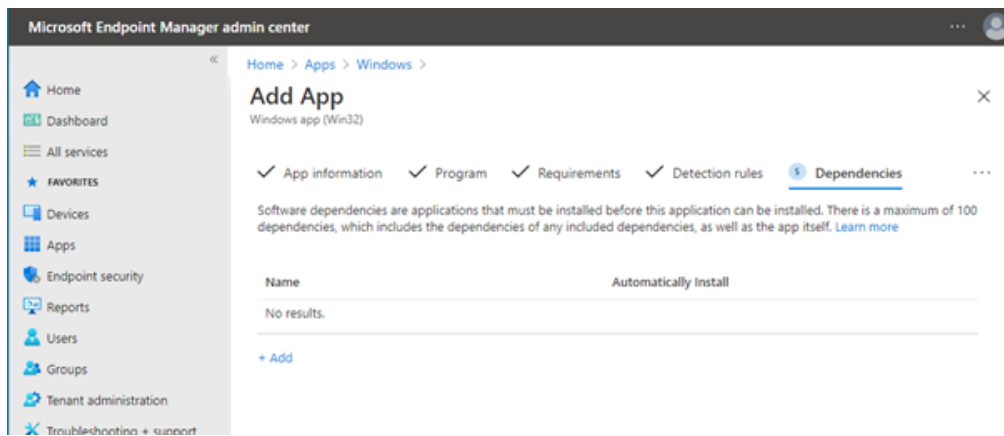 Microsoft Endpoint Manager admin center
...
«
Home
Dashboard
All services
FAVORITES
Devices
Apps
Endpoint security
Reports
Users
Groups
Tenant administration
Troubleshooting + support
Home > Apps > Windows >
Add App
Windows app (Win32)
App information Program Requirements Detection rules 5 Dependencies ...
Software dependencies are applications that must be installed before this application can be installed. There is a maximum of 100
dependencies, which includes the dependencies of any included dependencies, as well as the app itself. Learn more
Name Automatically Install
No results.
+ Add